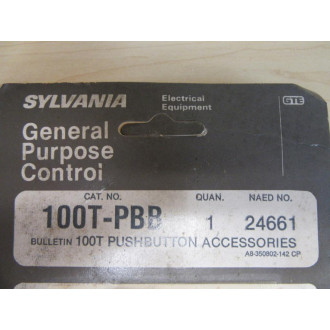 SYLVANIA
Electrical
Equipment
GTE
General
Purpose
Control
CAT. NO. QUAN. NAED NO.
100T-PBB 1 24661
BULLETIN 100T PUSHBUTTON ACCESSORIES
A9-350802-142 CP